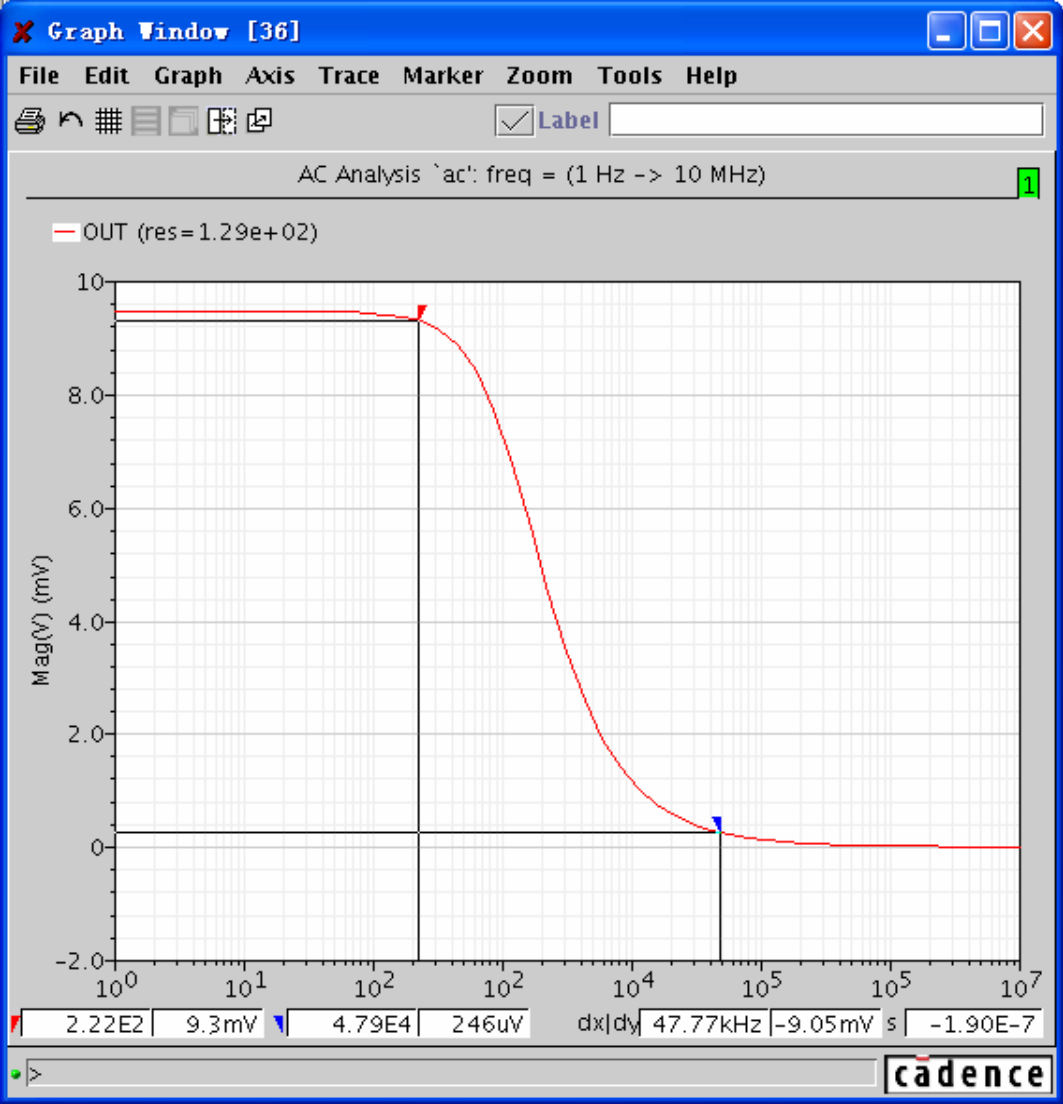 Graph Window [36]
File Edit Graph Axis Trace Marker Zoom Tools Help
Label
AC Analysis `ac': freq = (1 Hz -> 10 MHz)
1
OUT (res=1.29e+02)
10
8.0
6.0
4.0
2.0
0
-2.0
Mag(V) (mV)
10^0 10^1 10^2 10^2 10^4 10^5 10^5 10^7
2.22E2 9.3mV 4.79E4 246uV dx|dy 47.77kHz -9.05mV s -1.90E-7
>
cādence